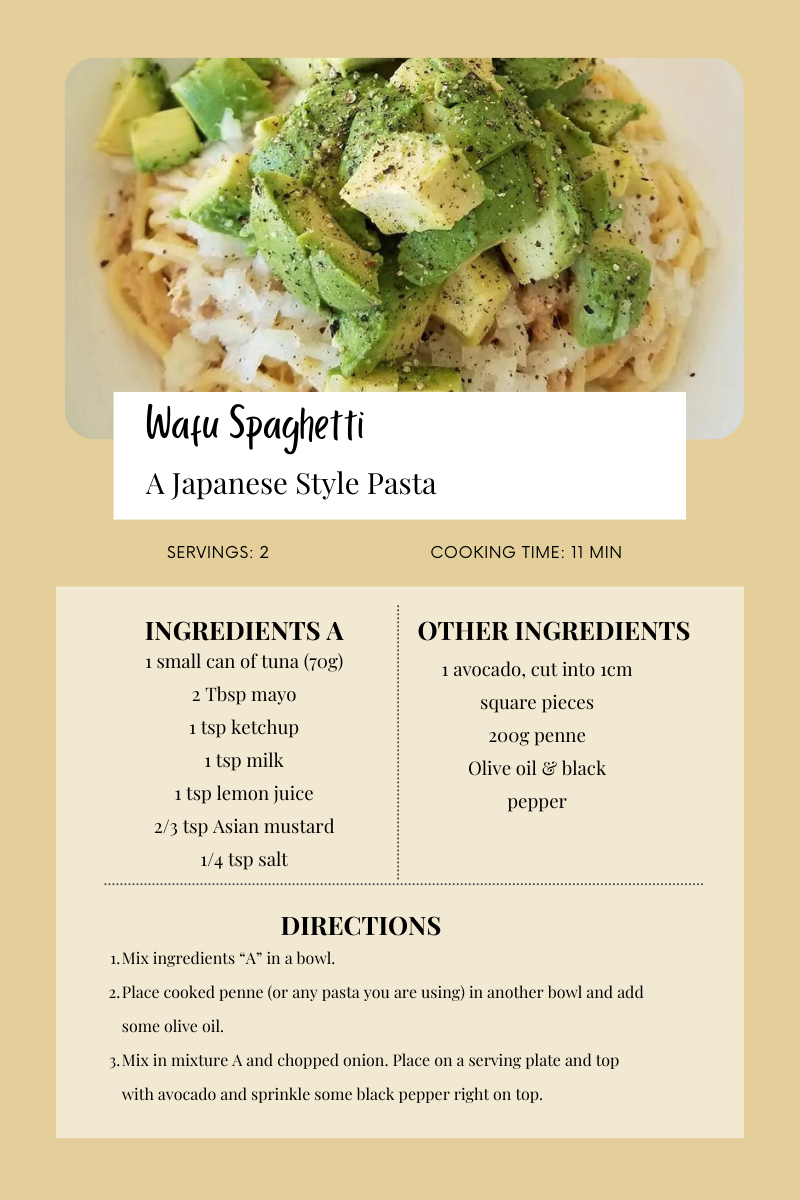 Wafu Spaghetti
A Japanese Style Pasta
SERVINGS: 2
COOKING TIME: 11 MIN
INGREDIENTS A
1 small can of tuna (70g)
2 Tbsp mayo
1 tsp ketchup
1 tsp milk
1 tsp lemon juice
2/3 tsp Asian mustard
1/4 tsp salt
OTHER INGREDIENTS
1 avocado, cut into 1cm
square pieces
200g penne
Olive oil & black
pepper
DIRECTIONS
1. Mix ingredients “A” in a bowl.
2. Place cooked penne (or any pasta you are using) in another bowl and add
some olive oil.
3. Mix in mixture A and chopped onion. Place on a serving plate and top
with avocado and sprinkle some black pepper right on top.